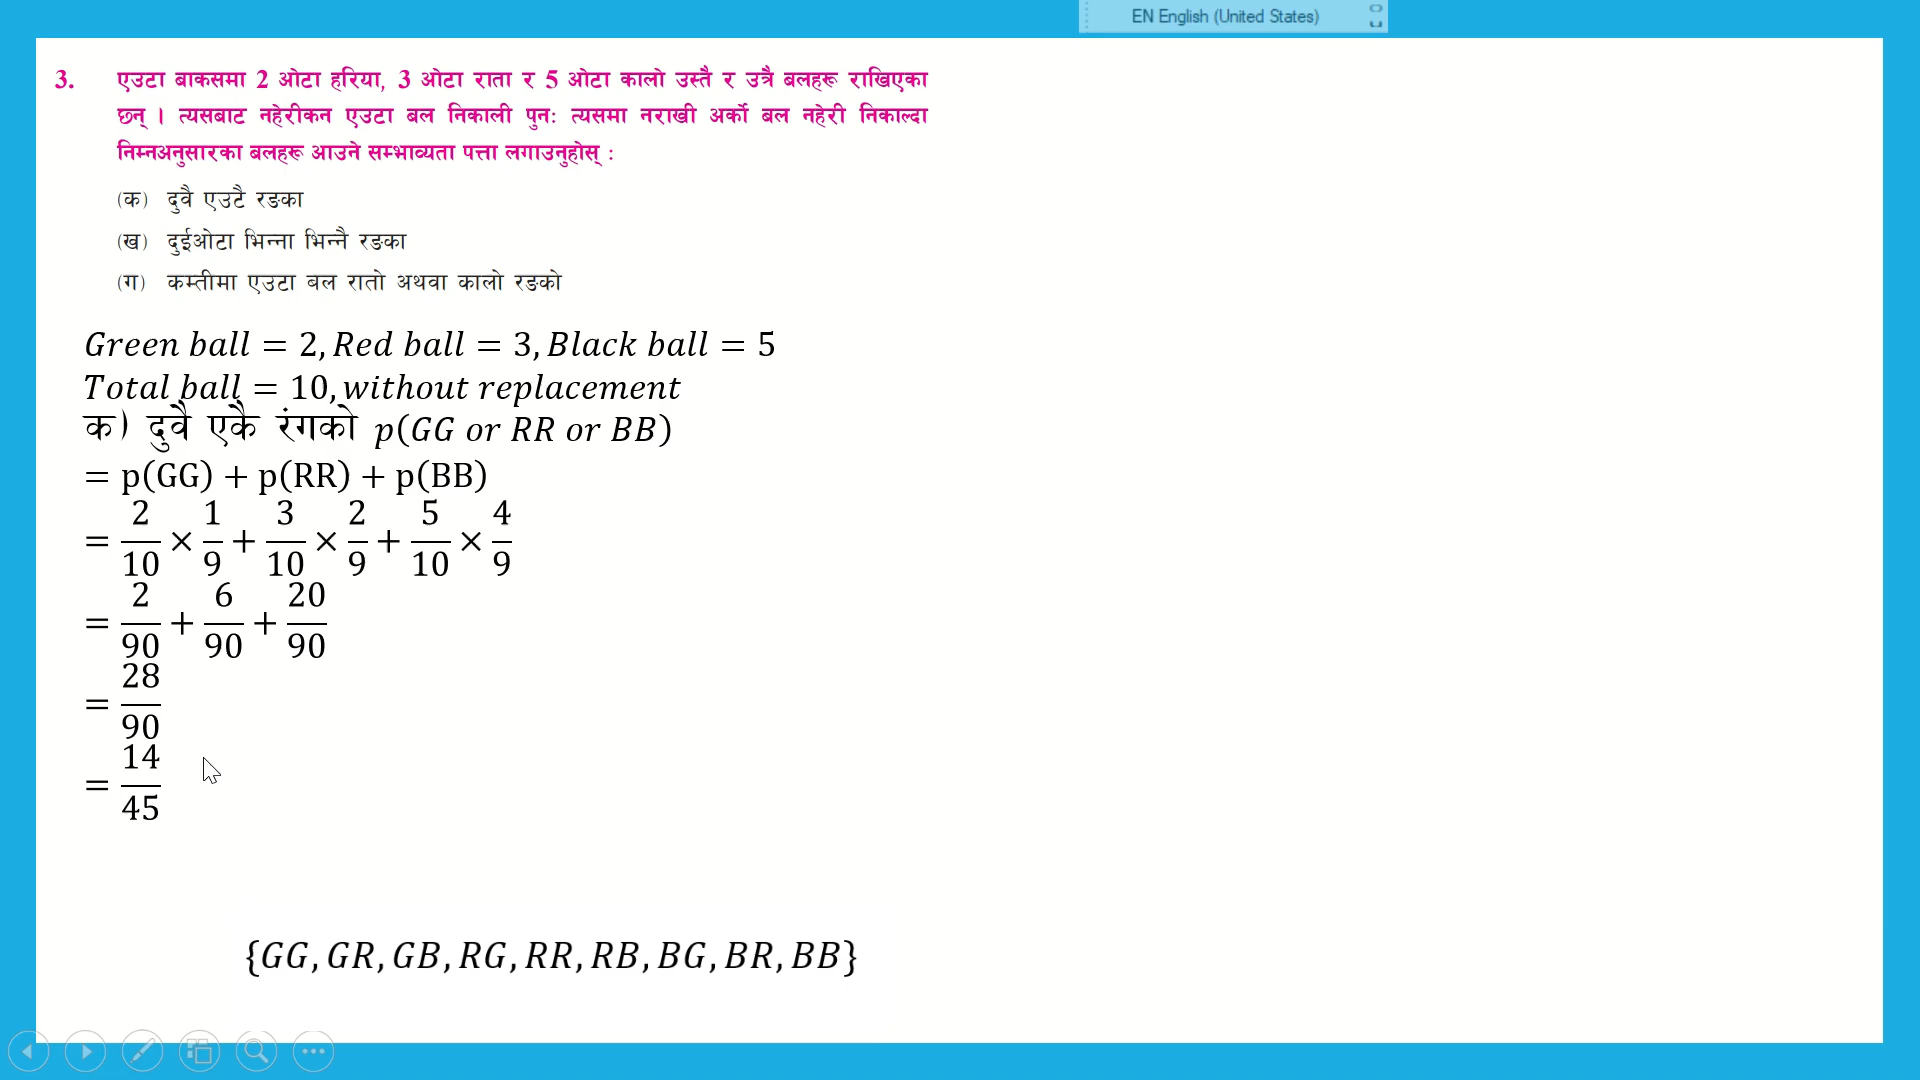 EN English (United States)
3. एउटा बाकसमा 2 ओटा हरिया, 3 ओटा राता र 5 ओटा कालो उस्तै र उत्रै बलहरू राखिएका
छन् । त्यसबाट नहेरीकन एउटा बल निकाली पुनः त्यसमा नराखी अर्को बल नहेरी निकाल्दा
निम्नअनुसारका बलहरू आउने सम्भाव्यता पत्ता लगाउनुहोस् :
(क) दुवै एउटै रङका
(ख) दुईओटा भिन्ना भिन्नै रङका
(ग) कम्तीमा एउटा बल रातो अथवा कालो रङको
Green ball = 2, Red ball = 3, Black ball = 5
Total ball = 10, without replacement
क) दुवै एकै रंगको p(GG or RR or BB)
= p(GG) + p(RR) + p(BB)
= 2/10 × 1/9 + 3/10 × 2/9 + 5/10 × 4/9
= 2/90 + 6/90 + 20/90
= 28/90
= 14/45
{GG, GR, GB, RG, RR, RB, BG, BR, BB}